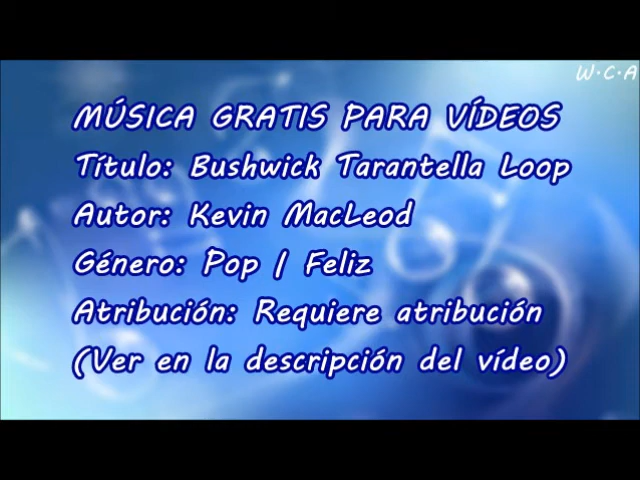 W.C.A
MÚSICA GRATIS PARA VÍDEOS
Título: Bushwick Tarantella Loop
Autor: Kevin MacLeod
Género: Pop / Feliz
Atribución: Requiere atribución
(Ver en la descripción del vídeo)